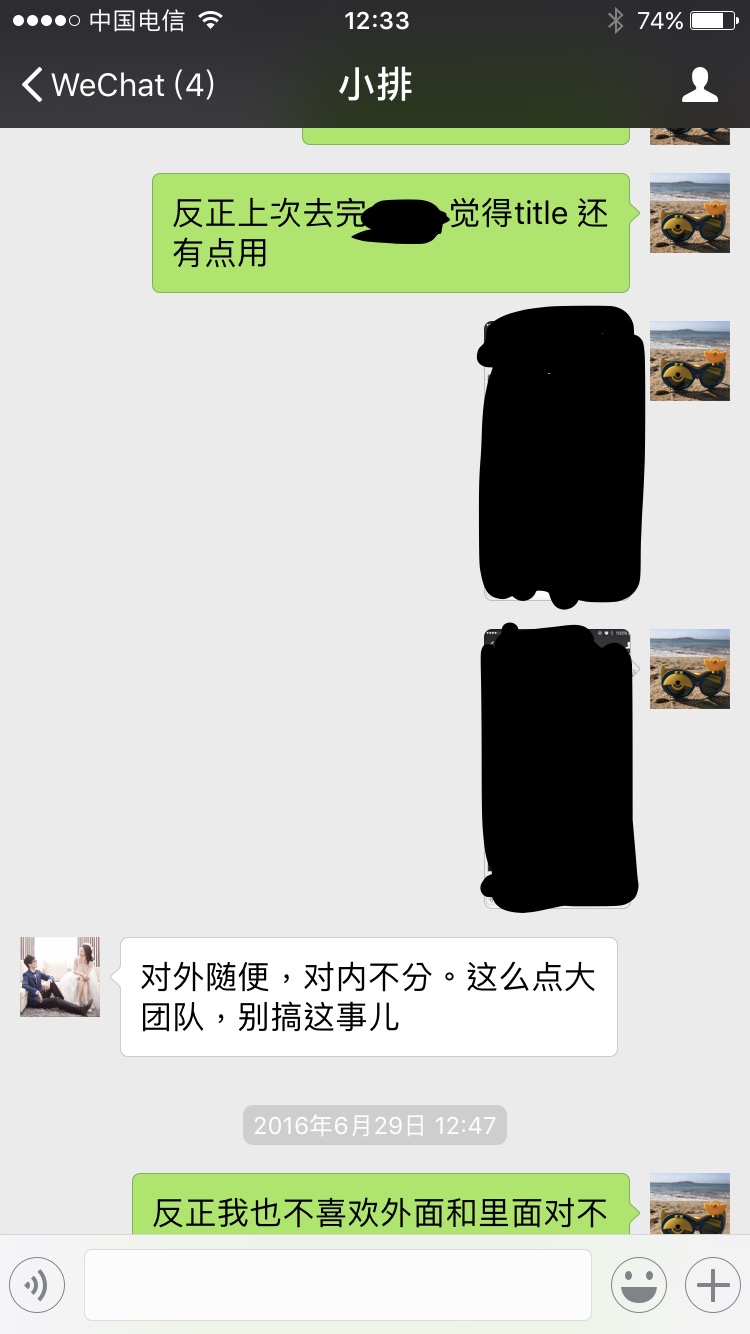 中国电信 12:33 74%
WeChat (4) 小排
反正上次去完 觉得title 还
有点用
对外随便，对内不分。这么点大
团队，别搞这事儿
2016年6月29日 12:47
反正我也不喜欢外面和里面对不